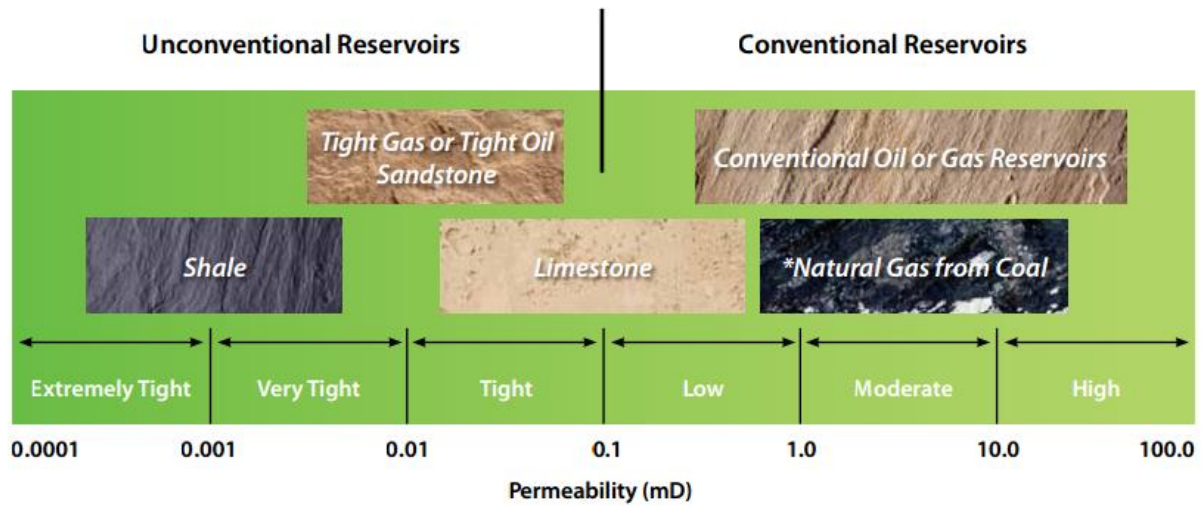 Unconventional Reservoirs
Conventional Reservoirs
Tight Gas or Tight Oil
Sandstone
Conventional Oil or Gas Reservoirs
Shale
Limestone
*Natural Gas from Coal
Extremely Tight
Very Tight
Tight
Low
Moderate
High
0.0001
0.001
0.01
0.1
1.0
10.0
100.0
Permeability (mD)